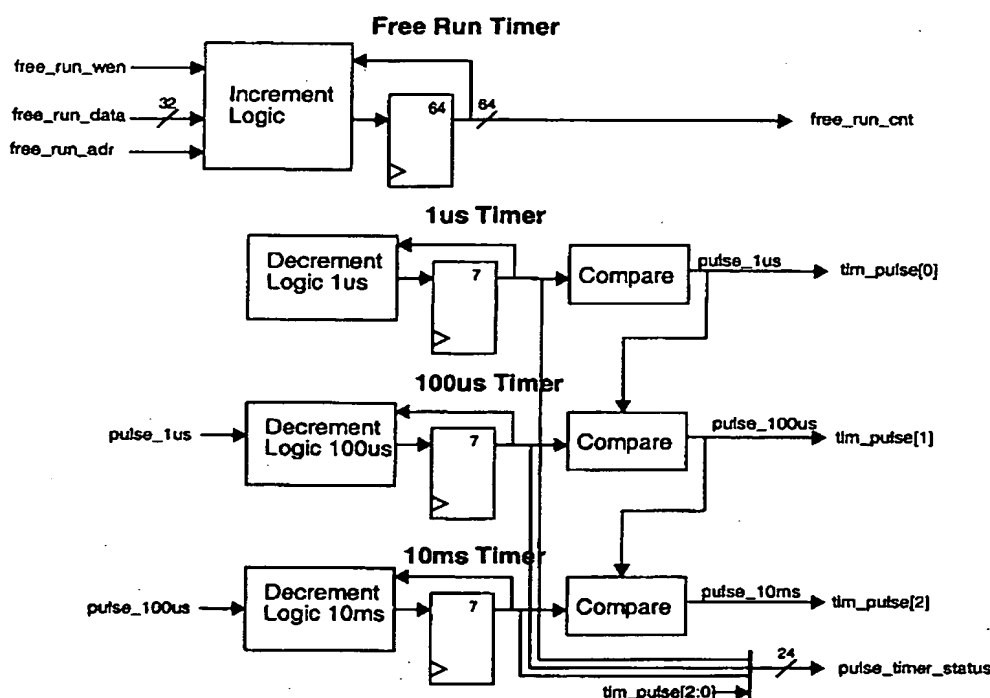 Free Run Timer
free_run_wen
free_run_data
32
free_run_adr
Increment
Logic
64
64
free_run_cnt
1us Timer
Decrement
Logic 1us
7
Compare
pulse_1us
tim_pulse[0]
100us Timer
pulse_1us
Decrement
Logic 100us
7
Compare
pulse_100us
tim_pulse[1]
10ms Timer
pulse_100us
Decrement
Logic 10ms
7
Compare
pulse_10ms
tim_pulse[2]
24
pulse_timer_status
tim_pulse[2:0]